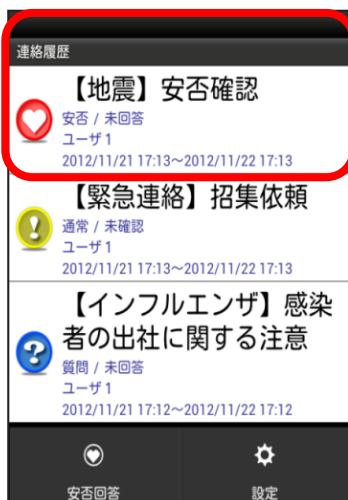 連絡履歴
【地震】安否確認
安否 / 未回答
ユーザ1
2012/11/21 17:13～2012/11/22 17:13
【緊急連絡】招集依頼
通常 / 未確認
ユーザ1
2012/11/21 17:13～2012/11/22 17:13
【インフルエンザ】感染
者の出社に関する注意
質問 / 未回答
ユーザ1
2012/11/21 17:12～2012/11/22 17:12
安否回答
設定